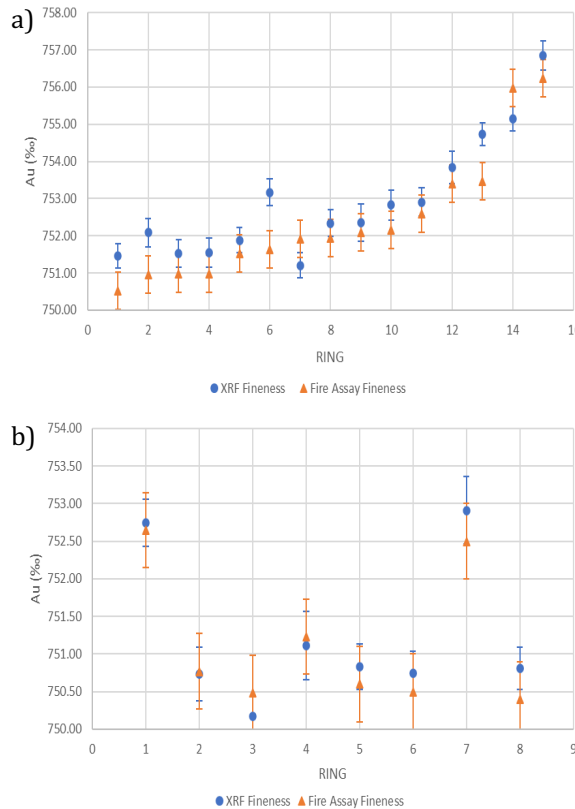 a)
758.00
757.00
756.00
755.00
754.00
753.00
752.00
751.00
750.00
Au (‰)
0 2 4 6 8 10 12 14 16
RING
XRF Fineness Fire Assay Fineness
b)
754.00
753.50
753.00
752.50
752.00
751.50
751.00
750.50
750.00
Au (‰)
0 1 2 3 4 5 6 7 8 9
RING
XRF Fineness Fire Assay Fineness